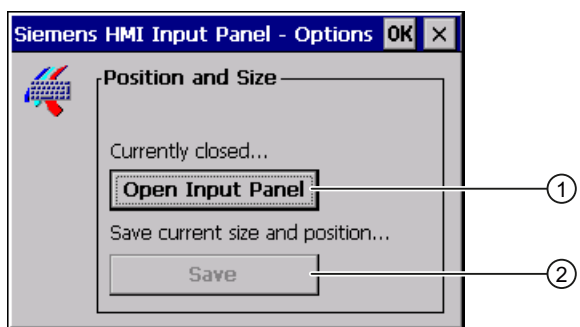 Siemens HMI Input Panel - Options OK ×
Position and Size
Currently closed...
Open Input Panel
①
Save current size and position...
Save
②